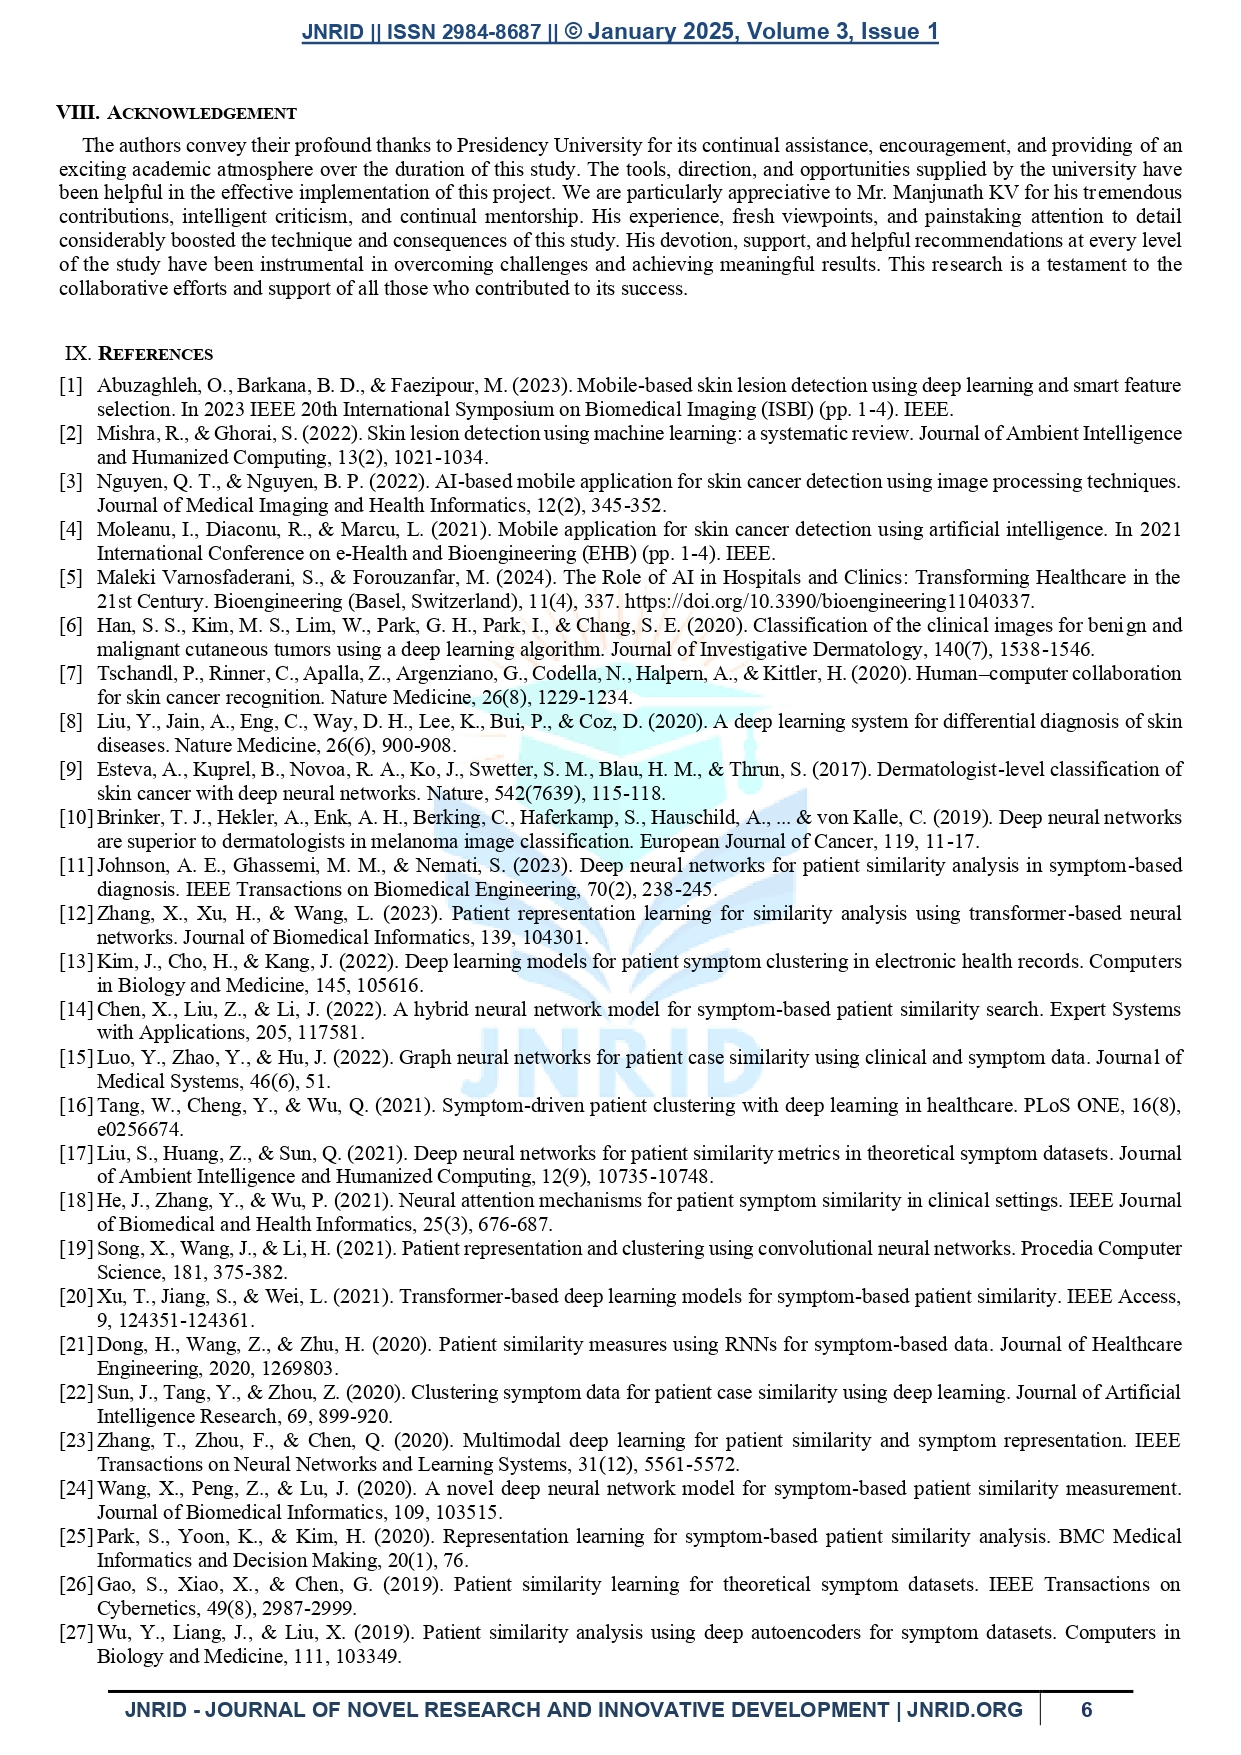 JNRID || ISSN 2984-8687 || © January 2025, Volume 3, Issue 1
VIII. ACKNOWLEDGEMENT
The authors convey their profound thanks to Presidency University for its continual assistance, encouragement, and providing of an
exciting academic atmosphere over the duration of this study. The tools, direction, and opportunities supplied by the university have
been helpful in the effective implementation of this project. We are particularly appreciative to Mr. Manjunath KV for his tremendous
contributions, intelligent criticism, and continual mentorship. His experience, fresh viewpoints, and painstaking attention to detail
considerably boosted the technique and consequences of this study. His devotion, support, and helpful recommendations at every level
of the study have been instrumental in overcoming challenges and achieving meaningful results. This research is a testament to the
collaborative efforts and support of all those who contributed to its success.
IX. REFERENCES
[1] Abuzaghleh, O., Barkana, B. D., & Faezipour, M. (2023). Mobile-based skin lesion detection using deep learning and smart feature
selection. In 2023 IEEE 20th International Symposium on Biomedical Imaging (ISBI) (pp. 1-4). IEEE.
[2] Mishra, R., & Ghorai, S. (2022). Skin lesion detection using machine learning: a systematic review. Journal of Ambient Intelligence
and Humanized Computing, 13(2), 1021-1034.
[3] Nguyen, Q. T., & Nguyen, B. P. (2022). AI-based mobile application for skin cancer detection using image processing techniques.
Journal of Medical Imaging and Health Informatics, 12(2), 345-352.
[4] Moleanu, I., Diaconu, R., & Marcu, L. (2021). Mobile application for skin cancer detection using artificial intelligence. In 2021
International Conference on e-Health and Bioengineering (EHB) (pp. 1-4). IEEE.
[5] Maleki Varnosfaderani, S., & Forouzanfar, M. (2024). The Role of AI in Hospitals and Clinics: Transforming Healthcare in the
21st Century. Bioengineering (Basel, Switzerland), 11(4), 337. https://doi.org/10.3390/bioengineering11040337.
[6] Han, S. S., Kim, M. S., Lim, W., Park, G. H., Park, I., & Chang, S. E. (2020). Classification of the clinical images for benign and
malignant cutaneous tumors using a deep learning algorithm. Journal of Investigative Dermatology, 140(7), 1538-1546.
[7] Tschandl, P., Rinner, C., Apalla, Z., Argenziano, G., Codella, N., Halpern, A., & Kittler, H. (2020). Human–computer collaboration
for skin cancer recognition. Nature Medicine, 26(8), 1229-1234.
[8] Liu, Y., Jain, A., Eng, C., Way, D. H., Lee, K., Bui, P., & Coz, D. (2020). A deep learning system for differential diagnosis of skin
diseases. Nature Medicine, 26(6), 900-908.
[9] Esteva, A., Kuprel, B., Novoa, R. A., Ko, J., Swetter, S. M., Blau, H. M., & Thrun, S. (2017). Dermatologist-level classification of
skin cancer with deep neural networks. Nature, 542(7639), 115-118.
[10] Brinker, T. J., Hekler, A., Enk, A. H., Berking, C., Haferkamp, S., Hauschild, A., ... & von Kalle, C. (2019). Deep neural networks
are superior to dermatologists in melanoma image classification. European Journal of Cancer, 119, 11-17.
[11] Johnson, A. E., Ghassemi, M. M., & Nemati, S. (2023). Deep neural networks for patient similarity analysis in symptom-based
diagnosis. IEEE Transactions on Biomedical Engineering, 70(2), 238-245.
[12] Zhang, X., Xu, H., & Wang, L. (2023). Patient representation learning for similarity analysis using transformer-based neural
networks. Journal of Biomedical Informatics, 139, 104301.
[13] Kim, J., Cho, H., & Kang, J. (2022). Deep learning models for patient symptom clustering in electronic health records. Computers
in Biology and Medicine, 145, 105616.
[14] Chen, X., Liu, Z., & Li, J. (2022). A hybrid neural network model for symptom-based patient similarity search. Expert Systems
with Applications, 205, 117581.
[15] Luo, Y., Zhao, Y., & Hu, J. (2022). Graph neural networks for patient case similarity using clinical and symptom data. Journal of
Medical Systems, 46(6), 51.
[16] Tang, W., Cheng, Y., & Wu, Q. (2021). Symptom-driven patient clustering with deep learning in healthcare. PLoS ONE, 16(8),
e0256674.
[17] Liu, S., Huang, Z., & Sun, Q. (2021). Deep neural networks for patient similarity metrics in theoretical symptom datasets. Journal
of Ambient Intelligence and Humanized Computing, 12(9), 10735-10748.
[18] He, J., Zhang, Y., & Wu, P. (2021). Neural attention mechanisms for patient symptom similarity in clinical settings. IEEE Journal
of Biomedical and Health Informatics, 25(3), 676-687.
[19] Song, X., Wang, J., & Li, H. (2021). Patient representation and clustering using convolutional neural networks. Procedia Computer
Science, 181, 375-382.
[20] Xu, T., Jiang, S., & Wei, L. (2021). Transformer-based deep learning models for symptom-based patient similarity. IEEE Access,
9, 124351-124361.
[21] Dong, H., Wang, Z., & Zhu, H. (2020). Patient similarity measures using RNNs for symptom-based data. Journal of Healthcare
Engineering, 2020, 1269803.
[22] Sun, J., Tang, Y., & Zhou, Z. (2020). Clustering symptom data for patient case similarity using deep learning. Journal of Artificial
Intelligence Research, 69, 899-920.
[23] Zhang, T., Zhou, F., & Chen, Q. (2020). Multimodal deep learning for patient similarity and symptom representation. IEEE
Transactions on Neural Networks and Learning Systems, 31(12), 5561-5572.
[24] Wang, X., Peng, Z., & Lu, J. (2020). A novel deep neural network model for symptom-based patient similarity measurement.
Journal of Biomedical Informatics, 109, 103515.
[25] Park, S., Yoon, K., & Kim, H. (2020). Representation learning for symptom-based patient similarity analysis. BMC Medical
Informatics and Decision Making, 20(1), 76.
[26] Gao, S., Xiao, X., & Chen, G. (2019). Patient similarity learning for theoretical symptom datasets. IEEE Transactions on
Cybernetics, 49(8), 2987-2999.
[27] Wu, Y., Liang, J., & Liu, X. (2019). Patient similarity analysis using deep autoencoders for symptom datasets. Computers in
Biology and Medicine, 111, 103349.
JNRID
JNRID - JOURNAL OF NOVEL RESEARCH AND INNOVATIVE DEVELOPMENT | JNRID.ORG 6